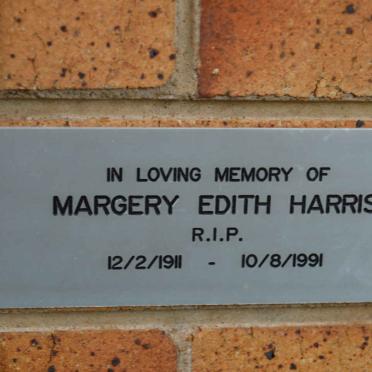 IN LOVING MEMORY OF
MARGERY EDITH HARRIS
R.I.P.
12/2/1911 - 10/8/1991